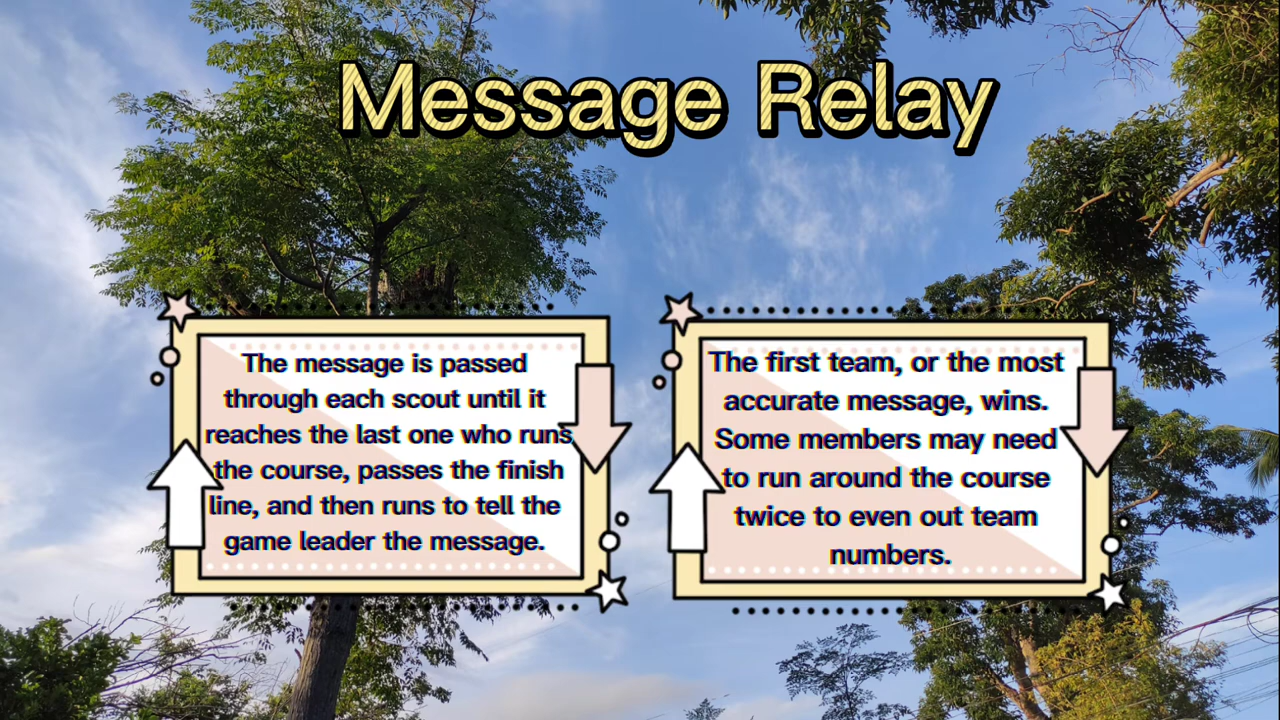 Message Relay
The message is passed
through each scout until it
reaches the last one who runs
the course, passes the finish
line, and then runs to tell the
game leader the message.
The first team, or the most
accurate message, wins.
Some members may need
to run around the course
twice to even out team
numbers.